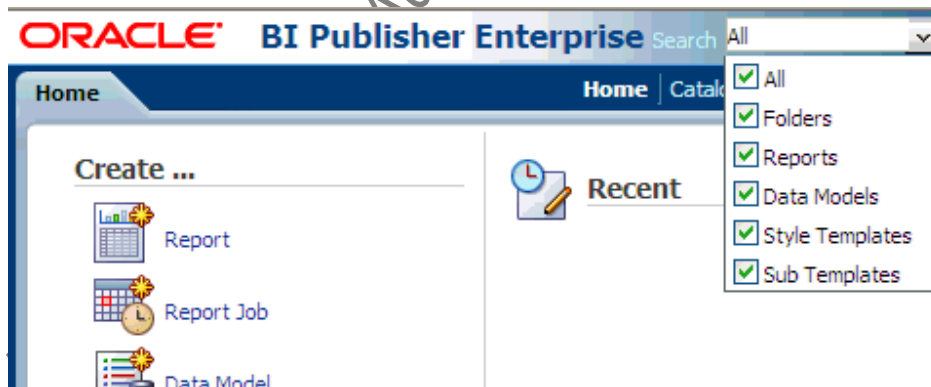 ORACLE BI Publisher Enterprise Search All
Home
Home
All
Folders
Reports
Data Models
Style Templates
Sub Templates
Create ...
Report
Report Job
Data Model
Recent